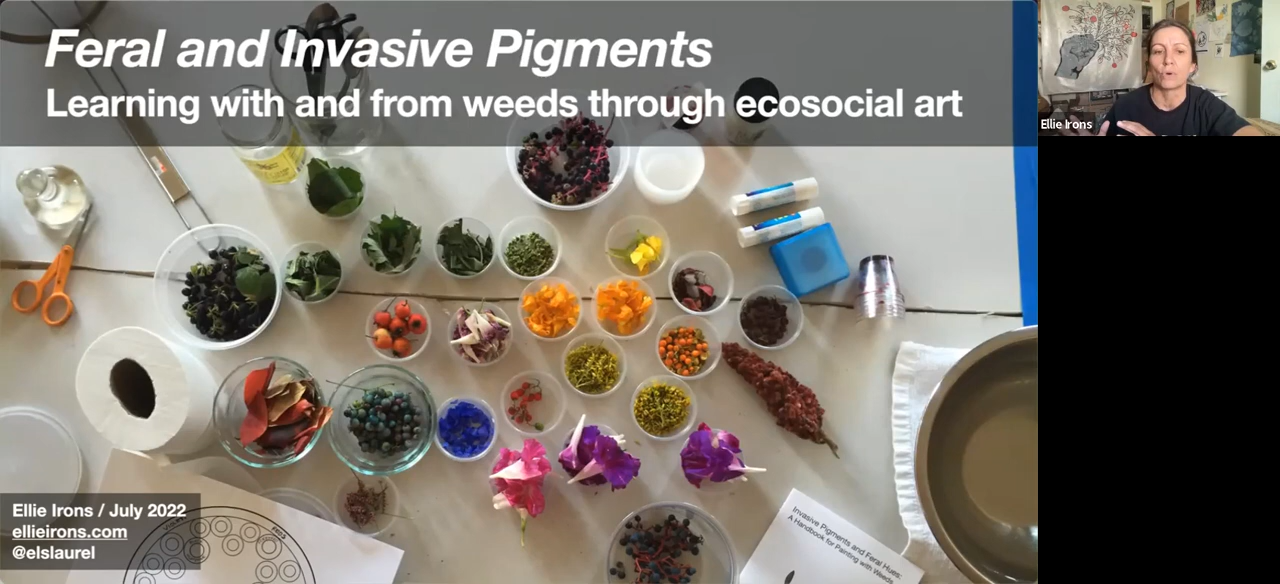 Feral and Invasive Pigments
Learning with and from weeds through ecosocial art
Ellie Irons
Ellie Irons / July 2022
ellieirons.com
@elslaurel
Invasive Pigments and Feral Hues:
A Handbook for Painting with Weeds